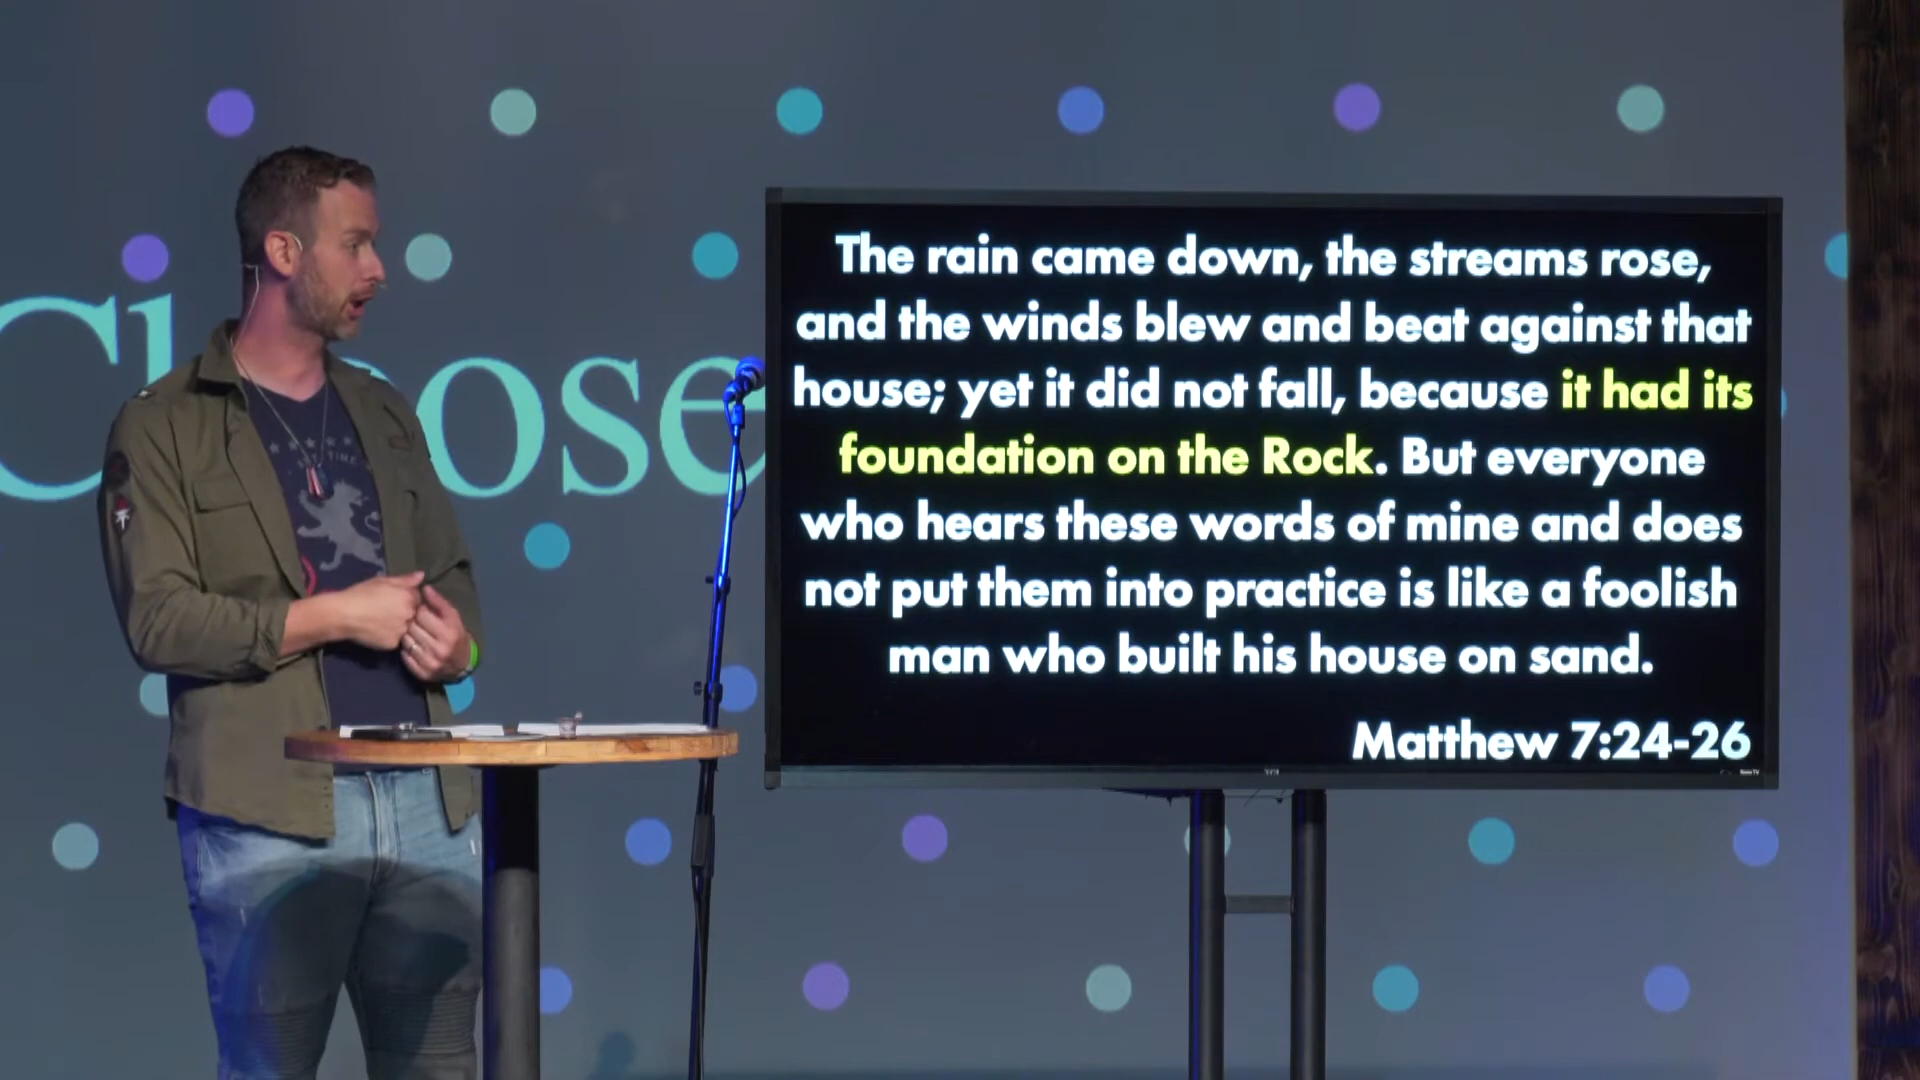 Choose
The rain came down, the streams rose,
and the winds blew and beat against that
house; yet it did not fall, because it had its
foundation on the Rock. But everyone
who hears these words of mine and does
not put them into practice is like a foolish
man who built his house on sand.
Matthew 7:24-26